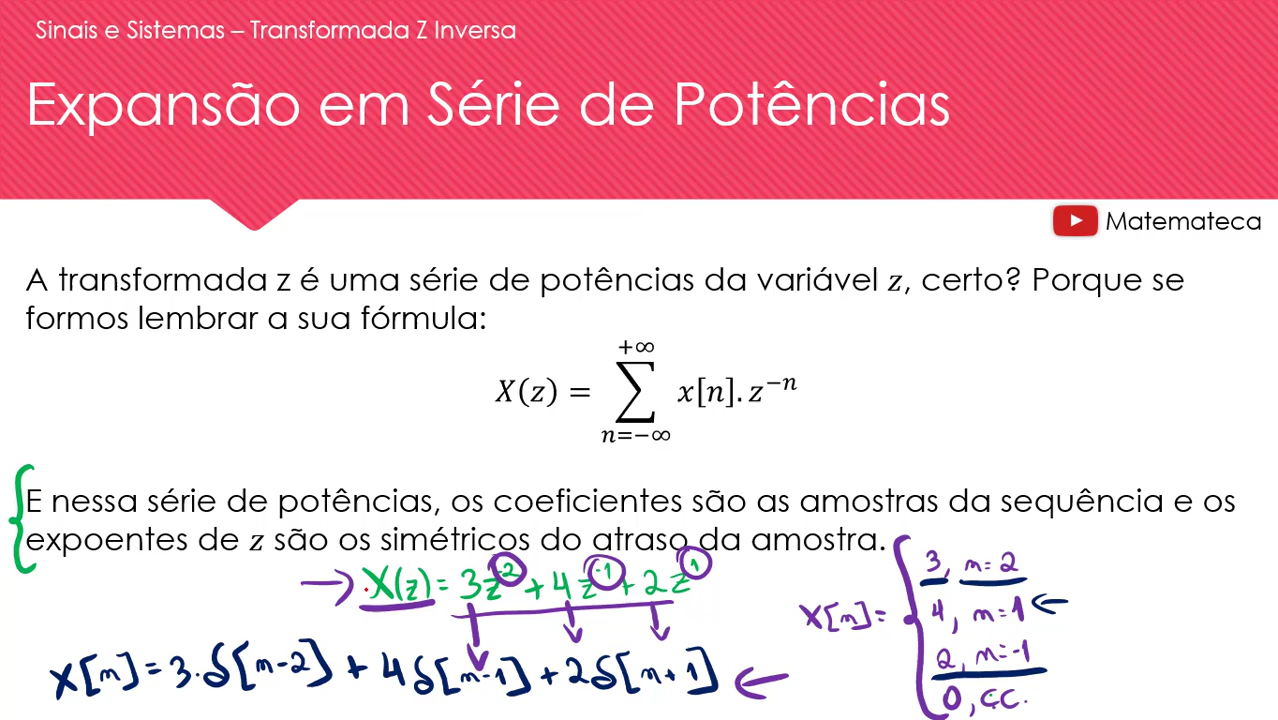 Sinais e Sistemas – Transformada Z Inversa
Expansão em Série de Potências
Matemateca
A transformada z é uma série de potências da variável z, certo? Porque se
formos lembrar a sua fórmula:
X(z) = ∑_{n=−∞}^{+∞} x[n]. z^{−n}
E nessa série de potências, os coeficientes são as amostras da sequência e os
expoentes de z são os simétricos do atraso da amostra.
X(z) = 3z^{-2} + 4z^{-1} + 2z^{1}
x[n] = 3.δ[n-2] + 4δ[n-1] + 2δ[n+1]
x[n] = { 3, n=2
4, n=1
2, n=-1
0, c.c.